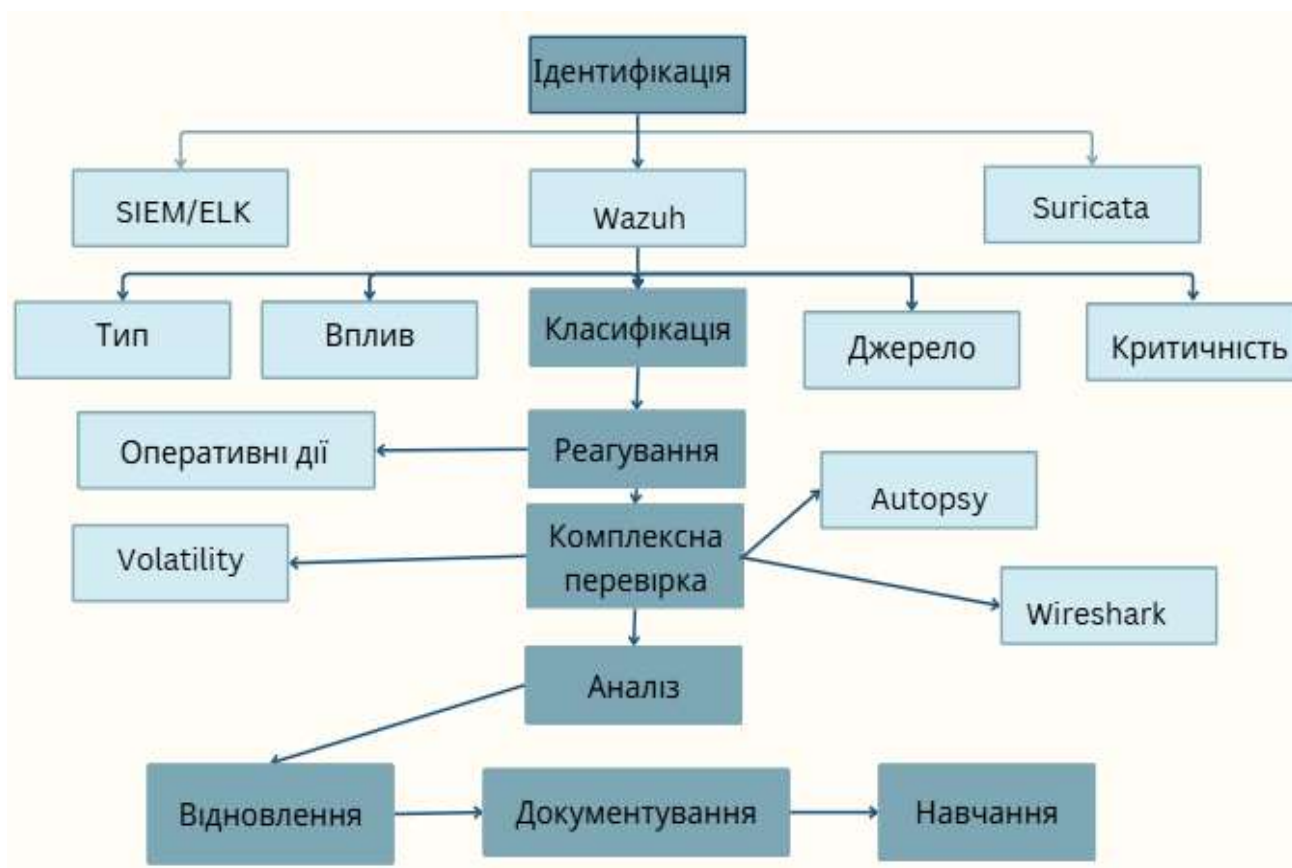 Ідентифікація
SIEM/ELK
Wazuh
Suricata
Тип
Вплив
Класифікація
Джерело
Критичність
Оперативні дії
Реагування
Autopsy
Volatility
Комплексна
перевірка
Wireshark
Аналіз
Відновлення
Документування
Навчання